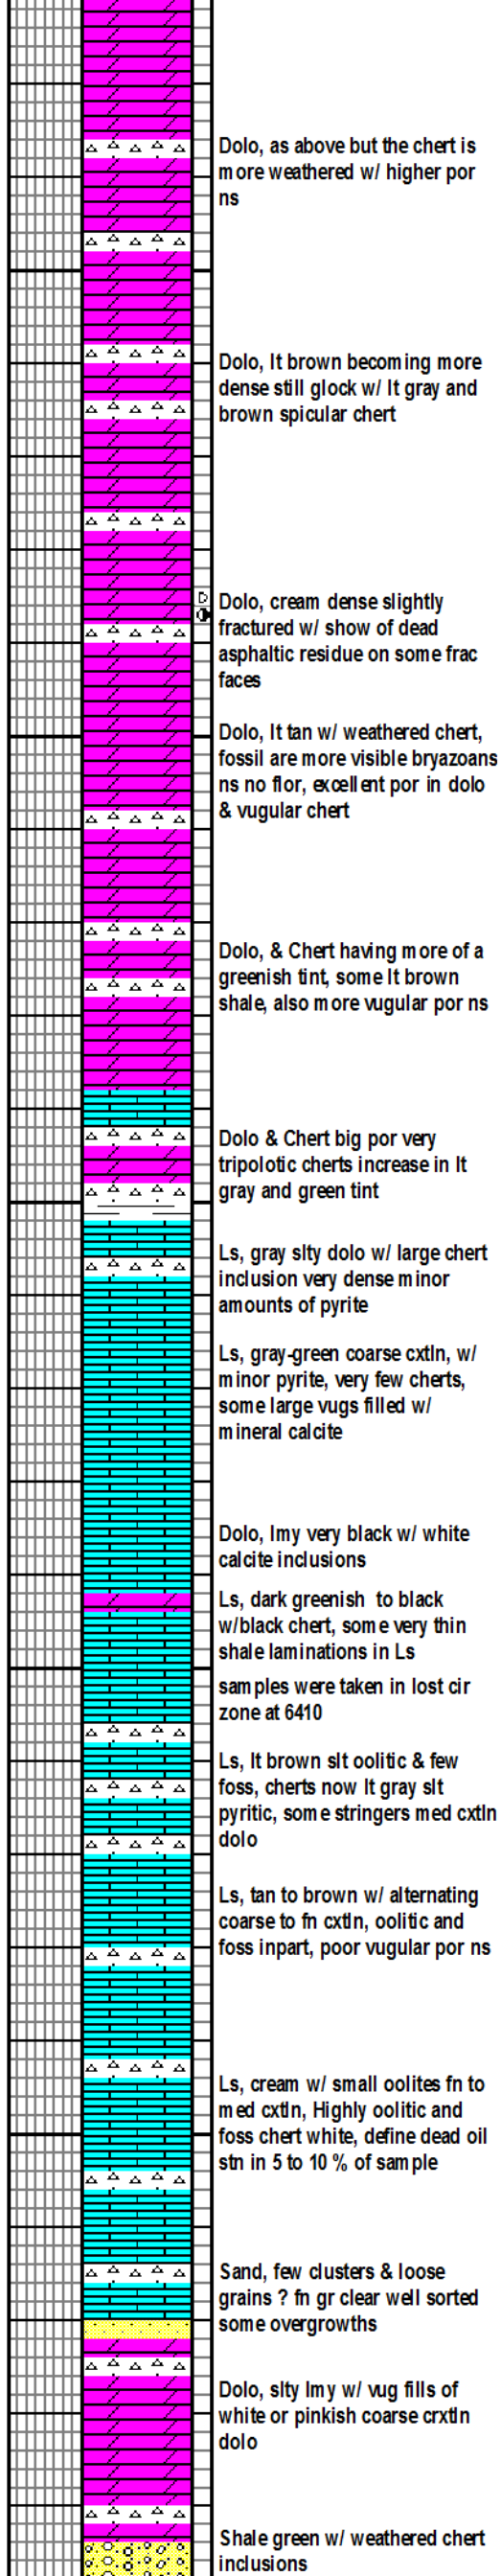 Dolo, as above but the chert is
more weathered w/ higher por
ns
Dolo, lt brown becoming more
dense still glock w/ lt gray and
brown spicular chert
D
Dolo, cream dense slightly
fractured w/ show of dead
asphaltic residue on some frac
faces
Dolo, lt tan w/ weathered chert,
fossil are more visible bryazoans
ns no flor, excellent por in dolo
& vugular chert
Dolo, & Chert having more of a
greenish tint, some lt brown
shale, also more vugular por ns
Dolo & Chert big por very
tripolotic cherts increase in lt
gray and green tint
Ls, gray slty dolo w/ large chert
inclusion very dense minor
amounts of pyrite
Ls, gray-green coarse cxtln, w/
minor pyrite, very few cherts,
some large vugs filled w/
mineral calcite
Dolo, lmy very black w/ white
calcite inclusions
Ls, dark greenish to black
w/black chert, some very thin
shale laminations in Ls
samples were taken in lost cir
zone at 6410
Ls, lt brown slt oolitic & few
foss, cherts now lt gray slt
pyritic, some stringers med cxtln
dolo
Ls, tan to brown w/ alternating
coarse to fn cxtln, oolitic and
foss inpart, poor vugular por ns
Ls, cream w/ small oolites fn to
med cxtln, Highly oolitic and
foss chert white, define dead oil
stn in 5 to 10 % of sample
Sand, few clusters & loose
grains ? fn gr clear well sorted
some overgrowths
Dolo, slty lmy w/ vug fills of
white or pinkish coarse crxtln
dolo
Shale green w/ weathered chert
inclusions